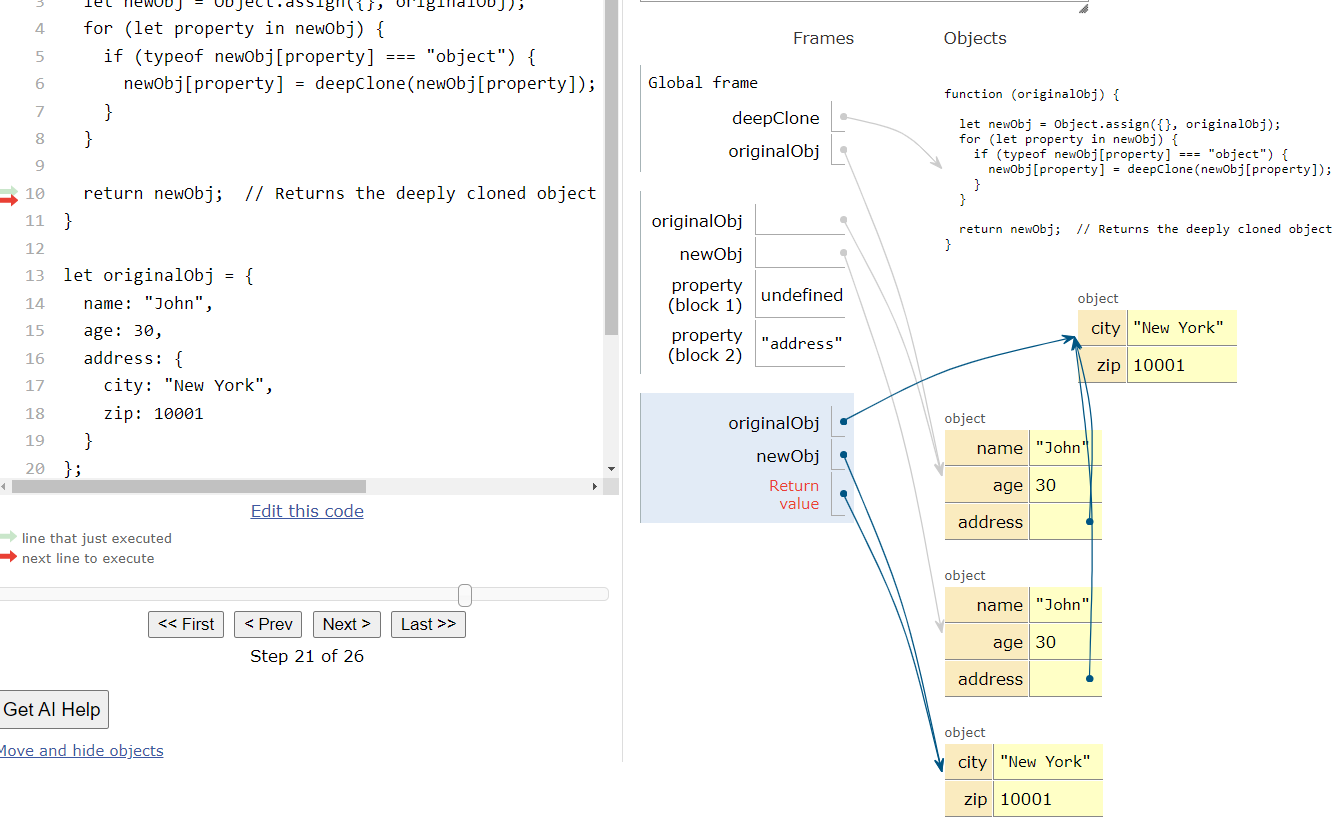 3 let newObj = Object.assign({}, originalObj);
4 for (let property in newObj) {
5 if (typeof newObj[property] === "object") {
6 newObj[property] = deepClone(newObj[property]);
7 }
8 }
9
10 return newObj;  // Returns the deeply cloned object
11 }
12
13 let originalObj = {
14 name: "John",
15 age: 30,
16 address: {
17 city: "New York",
18 zip: 10001
19 }
20 };
Edit this code
line that just executed
next line to execute
<< First < Prev Next > Last >>
Step 21 of 26
Get AI Help
Move and hide objects
Frames Objects
Global frame
deepClone
originalObj
originalObj
newObj
property
(block 1) undefined
property
(block 2) "address"
originalObj
newObj
Return
value
function (originalObj) {
let newObj = Object.assign({}, originalObj);
for (let property in newObj) {
if (typeof newObj[property] === "object") {
newObj[property] = deepClone(newObj[property]);
}
}
return newObj;  // Returns the deeply cloned object
}
object
city "New York"
zip 10001
object
name "John"
age 30
address
object
name "John"
age 30
address
object
city "New York"
zip 10001